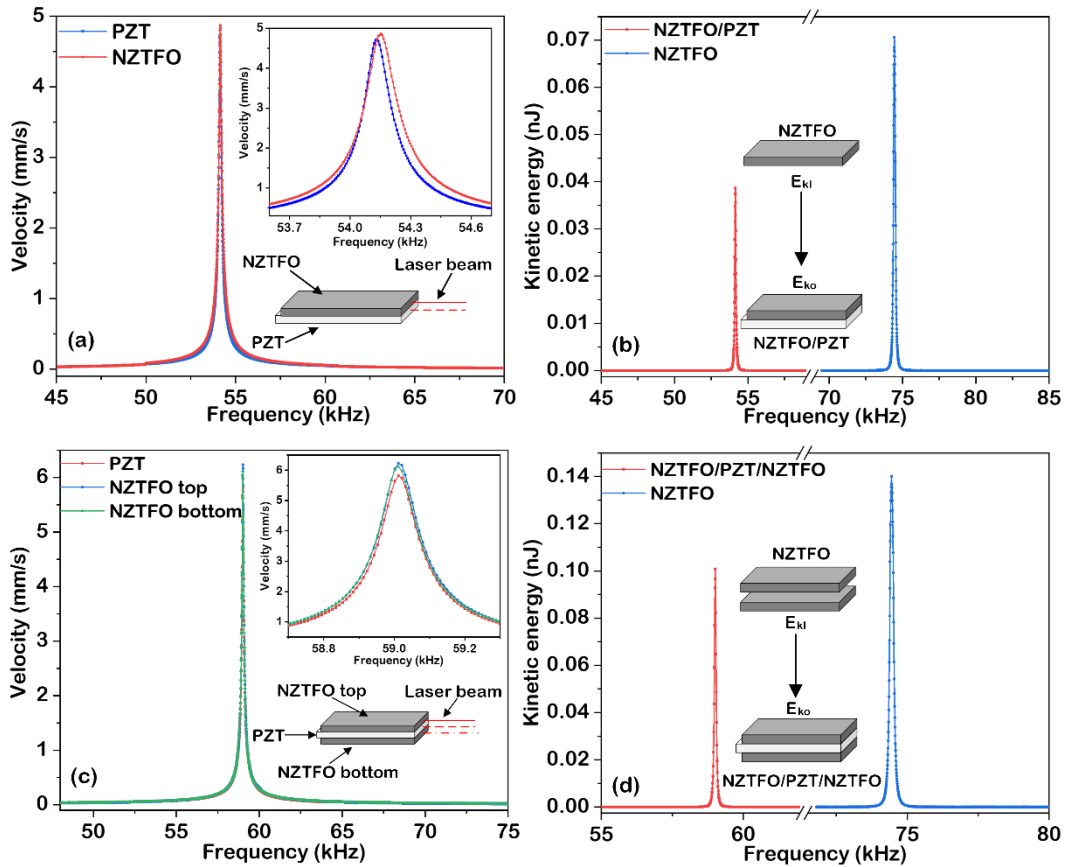 PZT
NZTFO
Velocity (mm/s)
5
4
3
2
1
0
45 50 55 60 65 70
Frequency (kHz)
(a)
Velocity (mm/s)
5
4
3
2
1
53.7 54.0 54.3 54.6
Frequency (kHz)
NZTFO
Laser beam
PZT
NZTFO/PZT
NZTFO
Kinetic energy (nJ)
0.07
0.06
0.05
0.04
0.03
0.02
0.01
0.00
45 50 55 60 70 75 80 85
Frequency (kHz)
(b)
NZTFO
Ekl
Eko
NZTFO/PZT
PZT
NZTFO top
NZTFO bottom
Velocity (mm/s)
6
5
4
3
2
1
0
50 55 60 65 70 75
Frequency (kHz)
(c)
Velocity (mm/s)
6
5
4
3
2
1
58.8 59.0 59.2
Frequency (kHz)
NZTFO top
Laser beam
PZT
NZTFO bottom
NZTFO/PZT/NZTFO
NZTFO
Kinetic energy (nJ)
0.14
0.12
0.10
0.08
0.06
0.04
0.02
0.00
55 60 75 80
Frequency (kHz)
(d)
NZTFO
Ekl
Eko
NZTFO/PZT/NZTFO